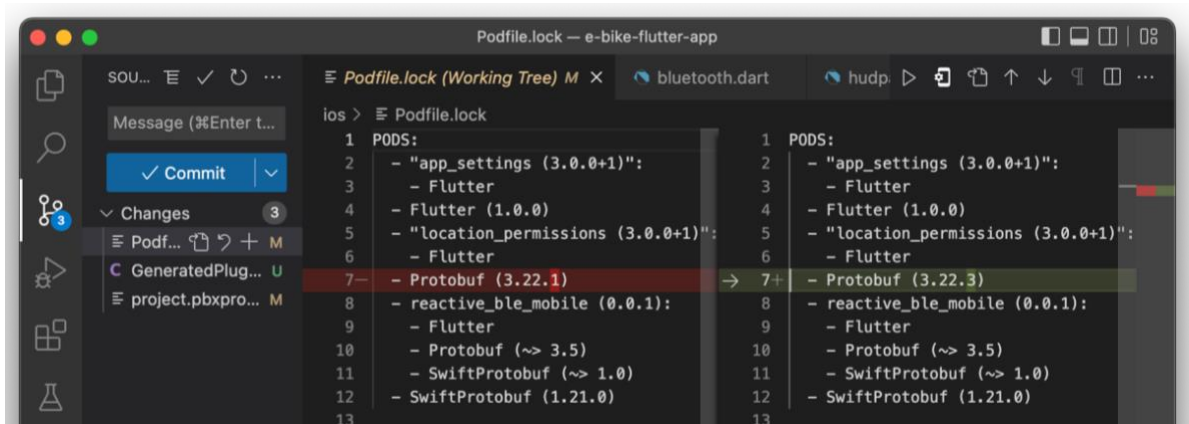 Podfile.lock — e-bike-flutter-app
SOU...
Podfile.lock (Working Tree) M
bluetooth.dart
hudp
Message (⌘Enter t...
ios > Podfile.lock
Commit
Changes 3
Podf... M
GeneratedPlug... U
project.pbxpro... M
3
1 PODS:
2 - "app_settings (3.0.0+1)":
3 - Flutter
4 - Flutter (1.0.0)
5 - "location_permissions (3.0.0+1)":
6 - Flutter
7— - Protobuf (3.22.1)
8 - reactive_ble_mobile (0.0.1):
9 - Flutter
10 - Protobuf (~> 3.5)
11 - SwiftProtobuf (~> 1.0)
12 - SwiftProtobuf (1.21.0)
13
1 PODS:
2 - "app_settings (3.0.0+1)":
3 - Flutter
4 - Flutter (1.0.0)
5 - "location_permissions (3.0.0+1)":
6 - Flutter
→ 7+ - Protobuf (3.22.3)
8 - reactive_ble_mobile (0.0.1):
9 - Flutter
10 - Protobuf (~> 3.5)
11 - SwiftProtobuf (~> 1.0)
12 - SwiftProtobuf (1.21.0)
13